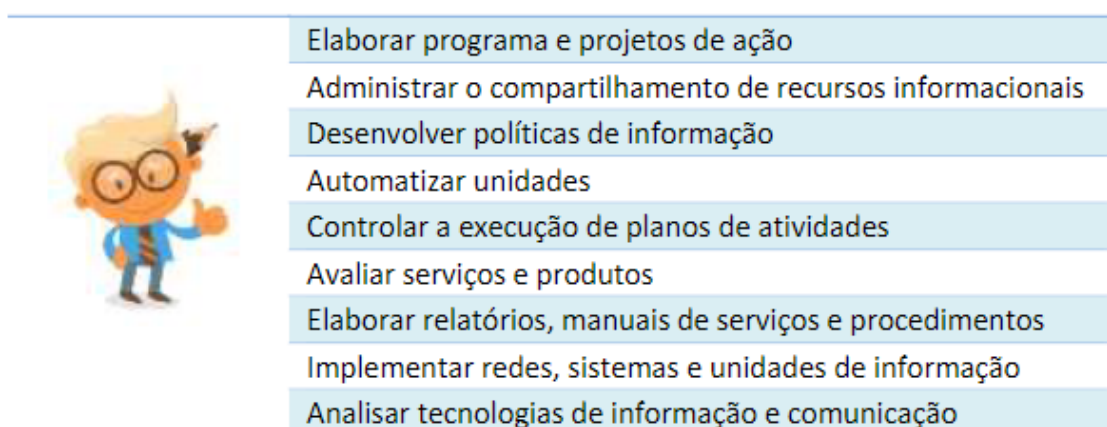 Elaborar programa e projetos de ação
Administrar o compartilhamento de recursos informacionais
Desenvolver políticas de informação
Automatizar unidades
Controlar a execução de planos de atividades
Avaliar serviços e produtos
Elaborar relatórios, manuais de serviços e procedimentos
Implementar redes, sistemas e unidades de informação
Analisar tecnologias de informação e comunicação